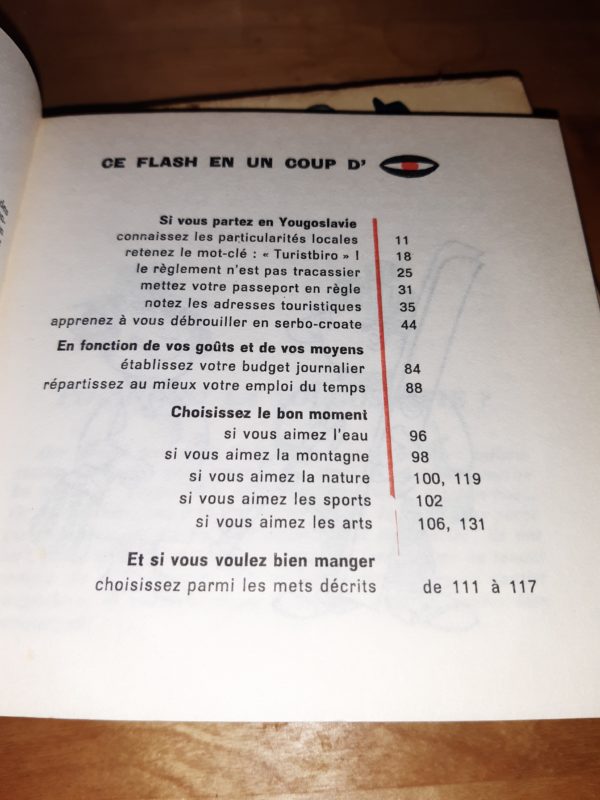 CE FLASH EN UN COUP D'
Si vous partez en Yougoslavie
connaissez les particularités locales 11
retenez le mot-clé : « Turistbiro » ! 18
le règlement n'est pas tracassier 25
mettez votre passeport en règle 31
notez les adresses touristiques 35
apprenez à vous débrouiller en serbo-croate 44
En fonction de vos goûts et de vos moyens
établissez votre budget journalier 84
répartissez au mieux votre emploi du temps 88
Choisissez le bon moment
si vous aimez l'eau 96
si vous aimez la montagne 98
si vous aimez la nature 100, 119
si vous aimez les sports 102
si vous aimez les arts 106, 131
Et si vous voulez bien manger
choisissez parmi les mets décrits de 111 à 117